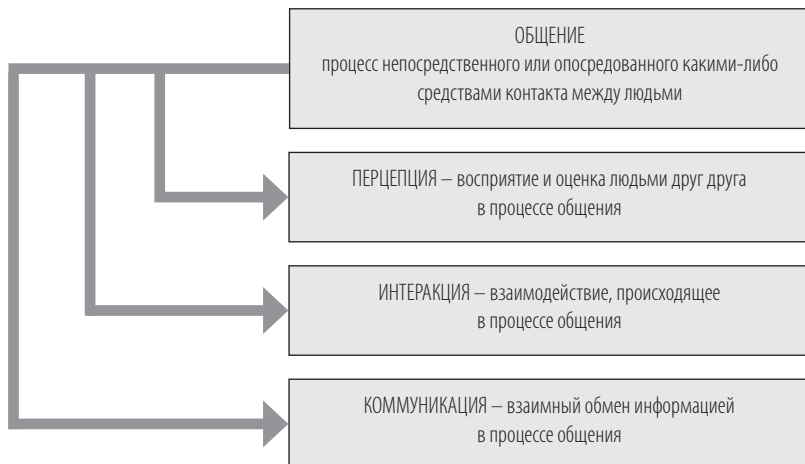 ОБЩЕНИЕ
процесс непосредственного или опосредованного какими-либо
средствами контакта между людьми
ПЕРЦЕПЦИЯ – восприятие и оценка людьми друг друга
в процессе общения
ИНТЕРАКЦИЯ – взаимодействие, происходящее
в процессе общения
КОММУНИКАЦИЯ – взаимный обмен информацией
в процессе общения